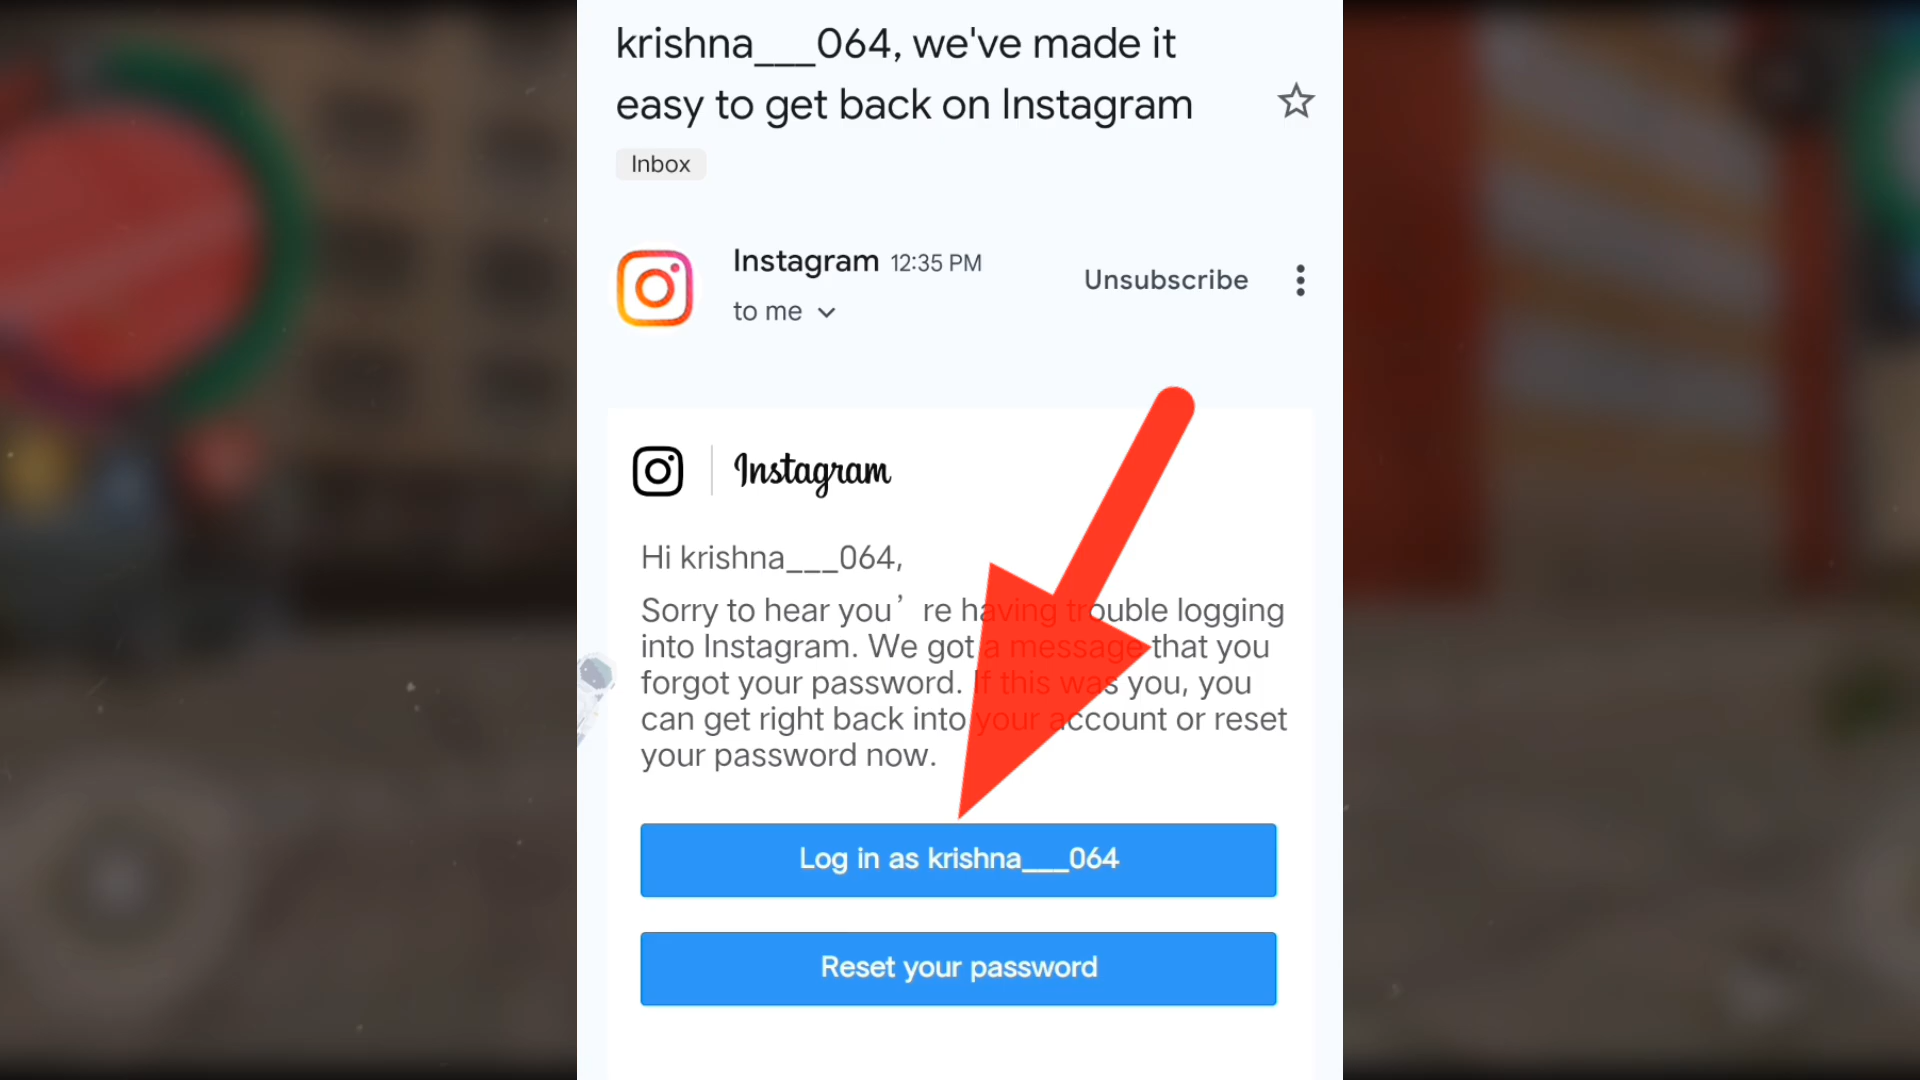 krishna___064, we've made it
easy to get back on Instagram
Inbox
Instagram 12:35 PM
Unsubscribe
to me
Instagram
Hi krishna___064,
Sorry to hear you’ re having trouble logging
into Instagram. We got a message that you
forgot your password. If this was you, you
can get right back into your account or reset
your password now.
Log in as krishna___064
Reset your password